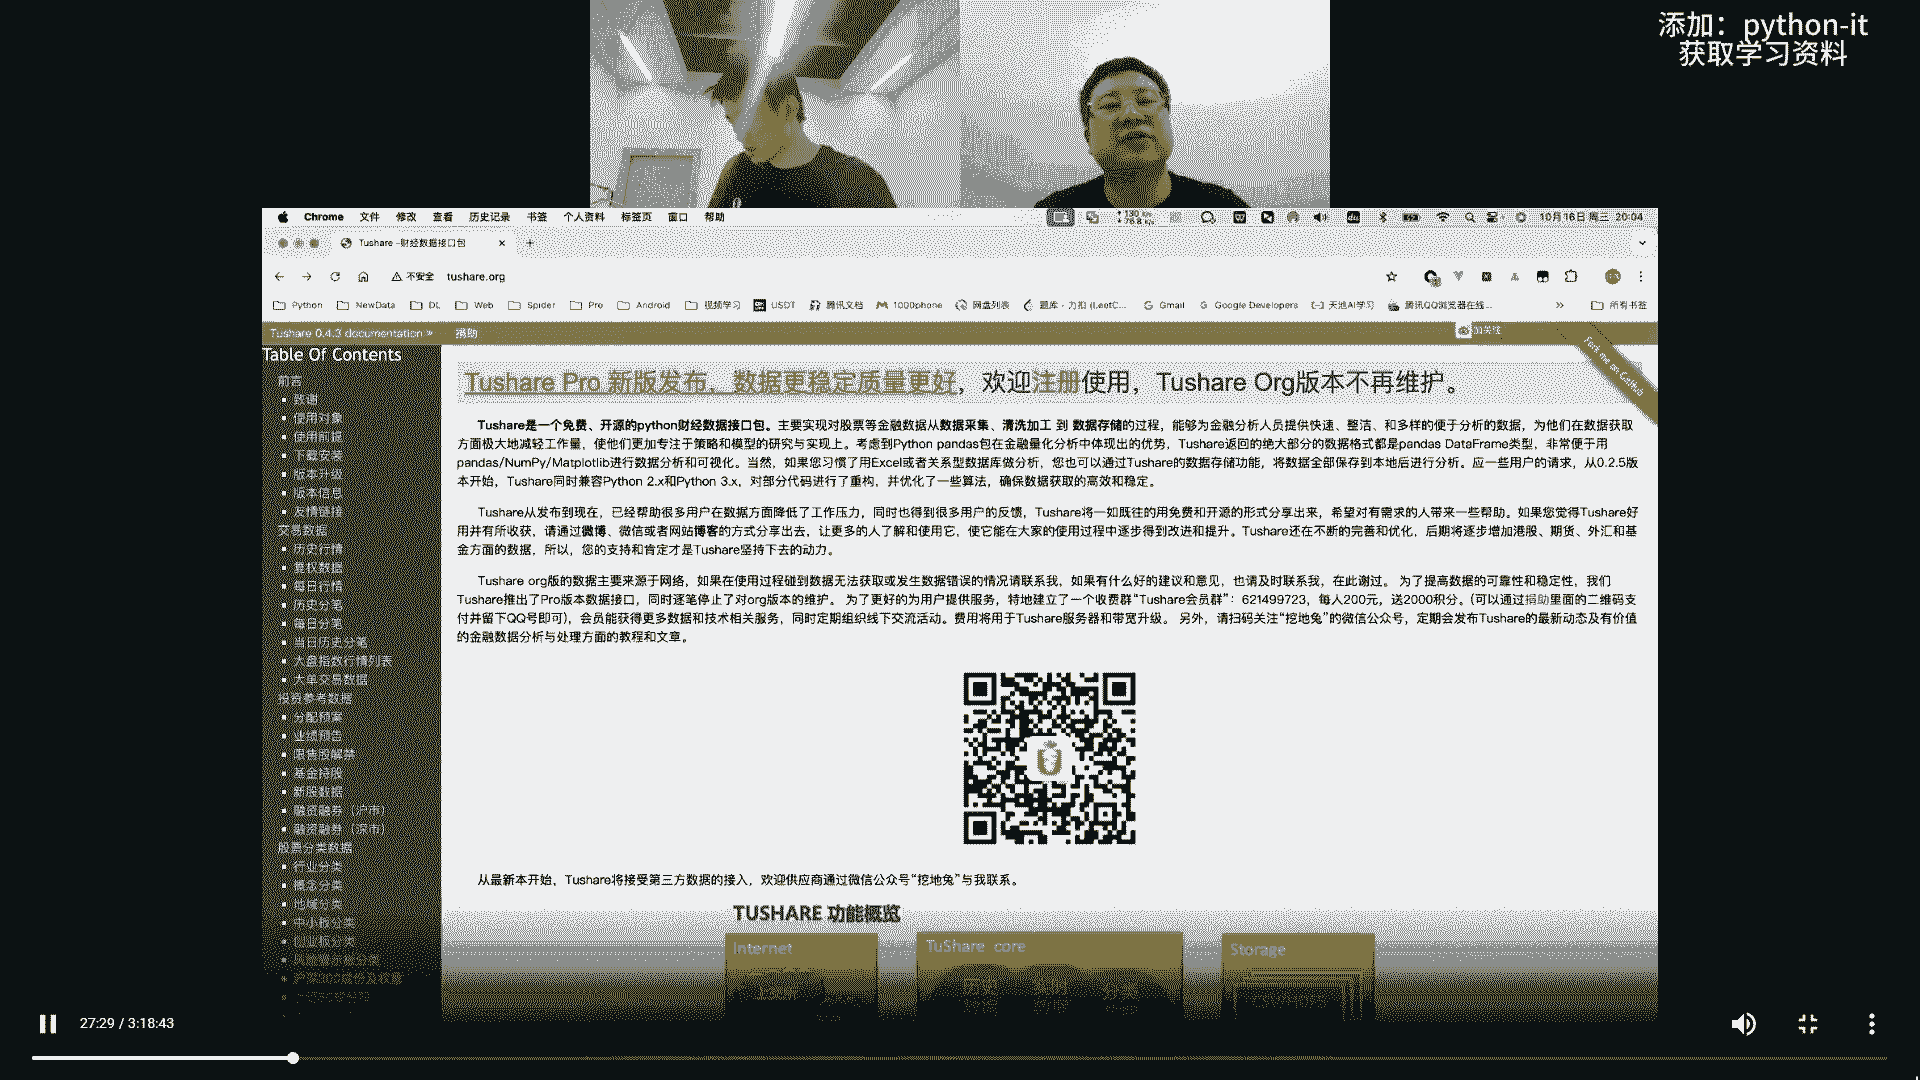 添加：python-it
获取学习资料
Chrome 文件 修改 查看 历史记录 书签 个人资料 标签页 窗口 帮助
10月16日 周三 20:04
Tushare -财经数据接口包
不安全 tushare.org
Python NewData DL Web Spider Pro Android 视频学习 USDT 腾讯文档 1000phone 网盘列表 题库 - 力扣 (LeetC... Gmail Google Developers 天地AI学习 腾讯QQ浏览器在线... » 所有书签
Tushare 0.4.3 documentation » 捐助
加关注
Fork me on GitHub
Table Of Contents
前言
致谢
使用对象
使用前提
下载安装
版本升级
版本信息
友情链接
交易数据
历史行情
复权数据
每日行情
历史分笔
每日分笔
当日历史分笔
大盘指数行情列表
大单交易数据
投资参考数据
分配预案
业绩预告
限售股解禁
基金持股
新股数据
融资融券（沪市）
融资融券（深市）
股票分类数据
行业分类
概念分类
地域分类
中小板分类
创业板分类
风险警示板分类
沪深300成份及权重
Tushare Pro 新版发布，数据更稳定质量更好，欢迎注册使用，Tushare Org版本不再维护。
Tushare是一个免费、开源的python财经数据接口包。主要实现对股票等金融数据从数据采集、清洗加工 到 数据存储的过程，能够为金融分析人员提供快速、整洁、和多样的便于分析的数据，为他们在数据获取
方面极大地减轻工作量，使他们更加专注于策略和模型的研究与实现上。考虑到Python pandas包在金融量化分析中体现出的优势，Tushare返回的绝大部分的数据格式都是pandas DataFrame类型，非常便于用
pandas/NumPy/Matplotlib进行数据分析和可视化。当然，如果您习惯了用Excel或者关系型数据库做分析，您也可以通过Tushare的数据存储功能，将数据全部保存到本地后进行分析。应一些用户的请求，从0.2.5版
本开始，Tushare同时兼容Python 2.x和Python 3.x，对部分代码进行了重构，并优化了一些算法，确保数据获取的高效和稳定。
Tushare从发布到现在，已经帮助很多用户在数据方面降低了工作压力，同时也得到很多用户的反馈，Tushare将一如既往的用免费和开源的形式分享出来，希望对有需求的人带来一些帮助。如果您觉得Tushare好
用并有所收获，请通过微博、微信或者网站博客的方式分享出去，让更多的人了解和使用它，使它能在大家的使用过程中逐步得到改进和提升。Tushare还在不断的完善和优化，后期将逐步增加港股、期货、外汇和基
金方面的数据，所以，您的支持和肯定才是Tushare坚持下去的动力。
Tushare org版的数据主要来源于网络，如果在使用过程碰到数据无法获取或发生数据错误的情况请联系我，如果有什么好的建议和意见，也请及时联系我，在此谢过。 为了提高数据的可靠性和稳定性，我们
Tushare推出了Pro版本数据接口，同时逐笔停止了对org版本的维护。 为了更好的为用户提供服务，特地建立了一个收费群“Tushare会员群”：621499723，每人200元，送2000积分。(可以通过捐助里面的二维码支
付并留下QQ号即可)，会员能获得更多数据和技术相关服务，同时定期组织线下交流活动。费用将用于Tushare服务器和带宽升级。 另外，请扫码关注“挖地兔”的微信公众号，定期会发布Tushare的最新动态及有价值
的金融数据分析与处理方面的教程和文章。
从最新本开始，Tushare将接受第三方数据的接入，欢迎供应商通过微信公众号“挖地兔”与我联系。
TUSHARE 功能概览
Internet TuShare core Storage
27:29 / 3:18:43